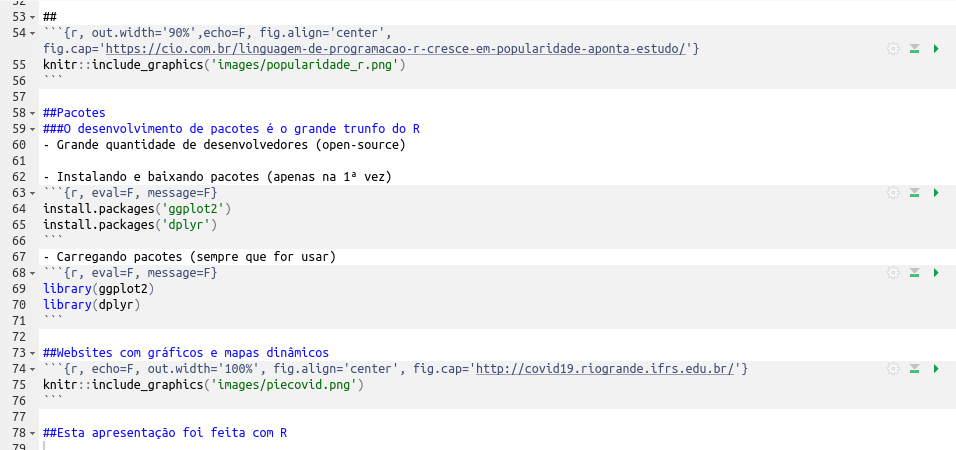 52
53 ##
54 ```{r, out.width='90%',echo=F, fig.align='center',
fig.cap='https://cio.com.br/linguagem-de-programacao-r-cresce-em-popularidade-aponta-estudo/'}
55 knitr::include_graphics('images/popularidade_r.png')
56 ```
57
58 ##Pacotes
59 ###O desenvolvimento de pacotes é o grande trunfo do R
60 - Grande quantidade de desenvolvedores (open-source)
61
62 - Instalando e baixando pacotes (apenas na 1ª vez)
63 ```{r, eval=F, message=F}
64 install.packages('ggplot2')
65 install.packages('dplyr')
66 ```
67 - Carregando pacotes (sempre que for usar)
68 ```{r, eval=F, message=F}
69 library(ggplot2)
70 library(dplyr)
71 ```
72
73 ##Websites com gráficos e mapas dinâmicos
74 ```{r, echo=F, out.width='100%', fig.align='center', fig.cap='http://covid19.riogrande.ifrs.edu.br/'}
75 knitr::include_graphics('images/piecovid.png')
76 ```
77
78 ##Esta apresentação foi feita com R
79